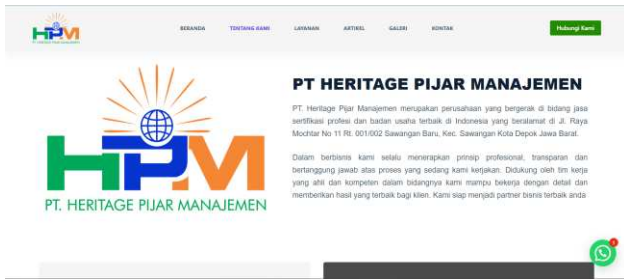 HPM
PT. HERITAGE PIJAR MANAJEMEN
BERANDA
TENTANG KAMI
LAYANAN
ARTIKEL
GALERI
KONTAK
Hubungi Kami
HPM
PT. HERITAGE PIJAR MANAJEMEN
PT HERITAGE PIJAR MANAJEMEN
PT. Heritage Pijar Manajemen merupakan perusahaan yang bergerak di bidang jasa
sertifikasi profesi dan badan usaha terbaik di Indonesia yang beralamat di Jl. Raya
Mochtar No 11 Rt. 001/002 Sawangan Baru, Kec. Sawangan Kota Depok Jawa Barat.
Dalam berbisnis kami selalu menerapkan prinsip profesional, transparan dan
bertanggung jawab atas proses yang sedang kami kerjakan. Didukung oleh tim kerja
yang ahli dan kompeten dalam bidangnya kami mampu bekerja dengan detail dan
memberikan hasil yang terbaik bagi klien. Kami siap menjadi partner bisnis terbaik anda